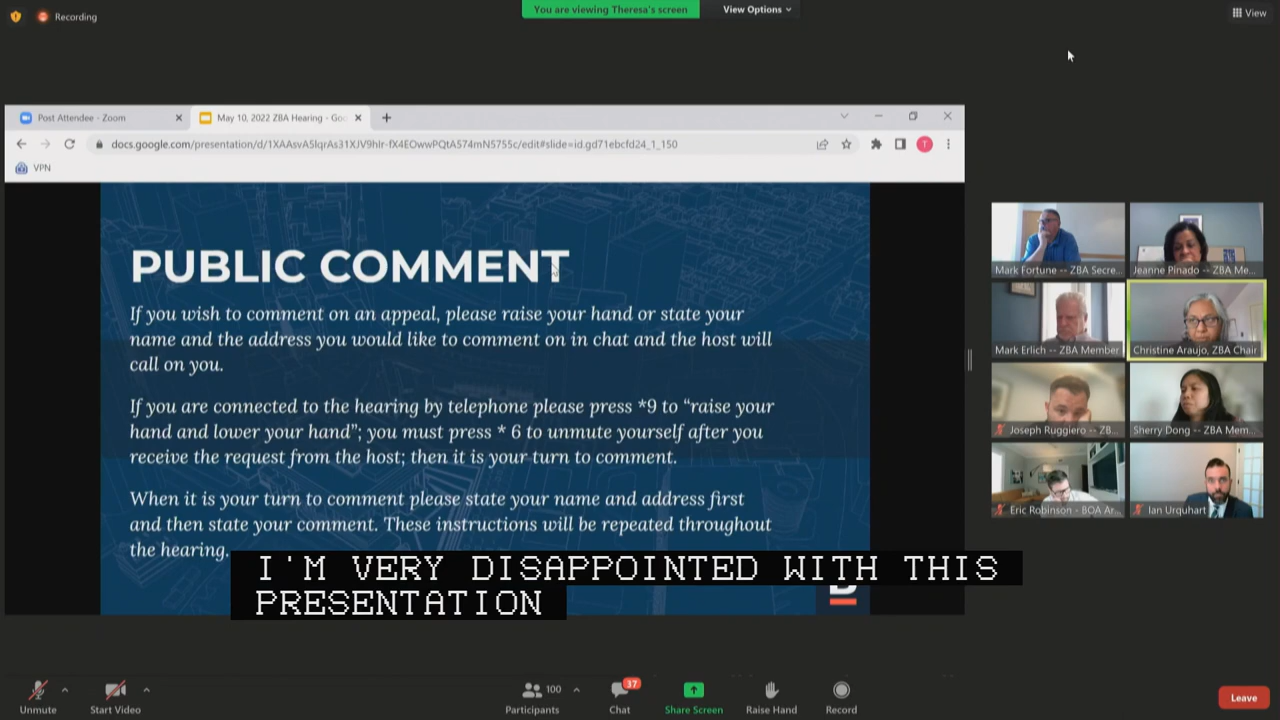 Recording
You are viewing Theresa's screen
View Options
View
Post Attendee - Zoom
May 10, 2022 ZBA Hearing - Goo
docs.google.com/presentation/d/1XAAsvA5lqrAs31XJV9hIr-fX4EOwwPQtA574mN5755c/edit#slide=id.gd71ebcfd24_1_150
T
VPN
PUBLIC COMMENT
If you wish to comment on an appeal, please raise your hand or state your
name and the address you would like to comment on in chat and the host will
call on you.
If you are connected to the hearing by telephone please press *9 to “raise your
hand and lower your hand”; you must press * 6 to unmute yourself after you
receive the request from the host; then it is your turn to comment.
When it is your turn to comment please state your name and address first
and then state your comment. These instructions will be repeated throughout
the hearing.
I'M VERY DISAPPOINTED WITH THIS
PRESENTATION
Mark Fortune -- ZBA Secre...
Jeanne Pinado -- ZBA Me...
Mark Erlich -- ZBA Member
Christine Araujo, ZBA Chair
Joseph Ruggiero -- ZB...
Sherry Dong -- ZBA Mem...
Eric Robinson - BOA Ar...
Ian Urquhart
Unmute
Start Video
100
Participants
37
Chat
Share Screen
Raise Hand
Record
Leave